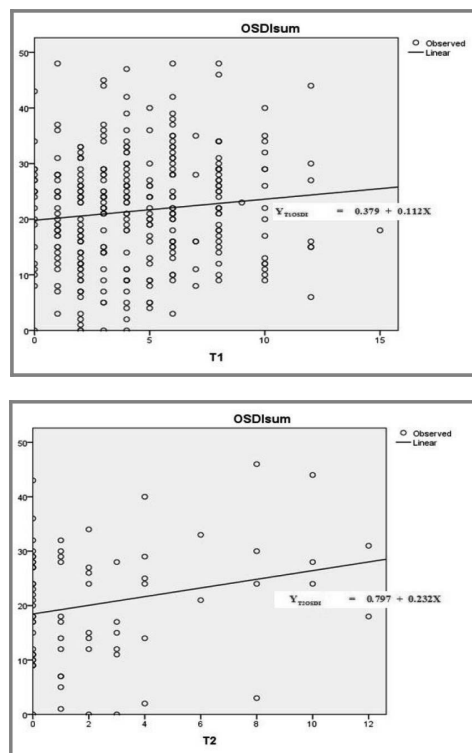 OSDIsum
Observed
Linear
50
40
30
20
10
0
Y T1OSDI = 0.379 + 0.112X
0 5 10 15
T1
OSDIsum
Observed
Linear
50
40
30
20
10
0
Y T2OSDI = 0.797 + 0.232X
0 2 4 6 8 10 12
T2